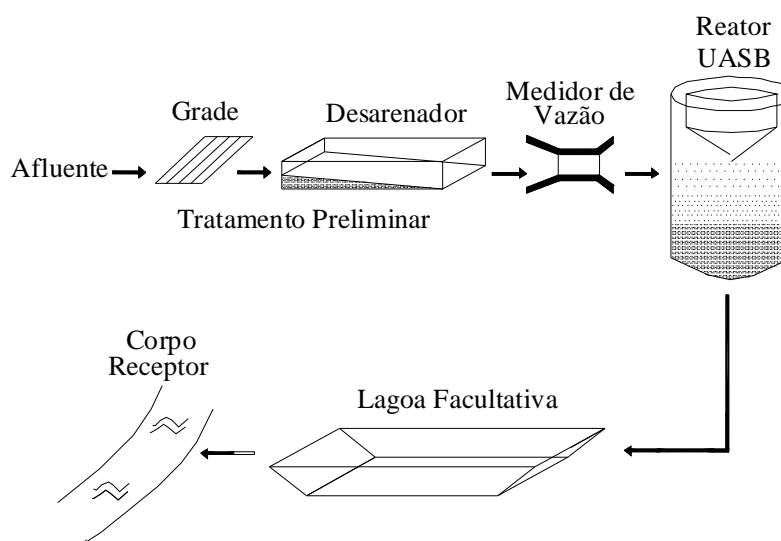 Afluente
Grade
Desarenador
Tratamento Preliminar
Medidor de
Vazão
Reator
UASB
Lagoa Facultativa
Corpo
Receptor